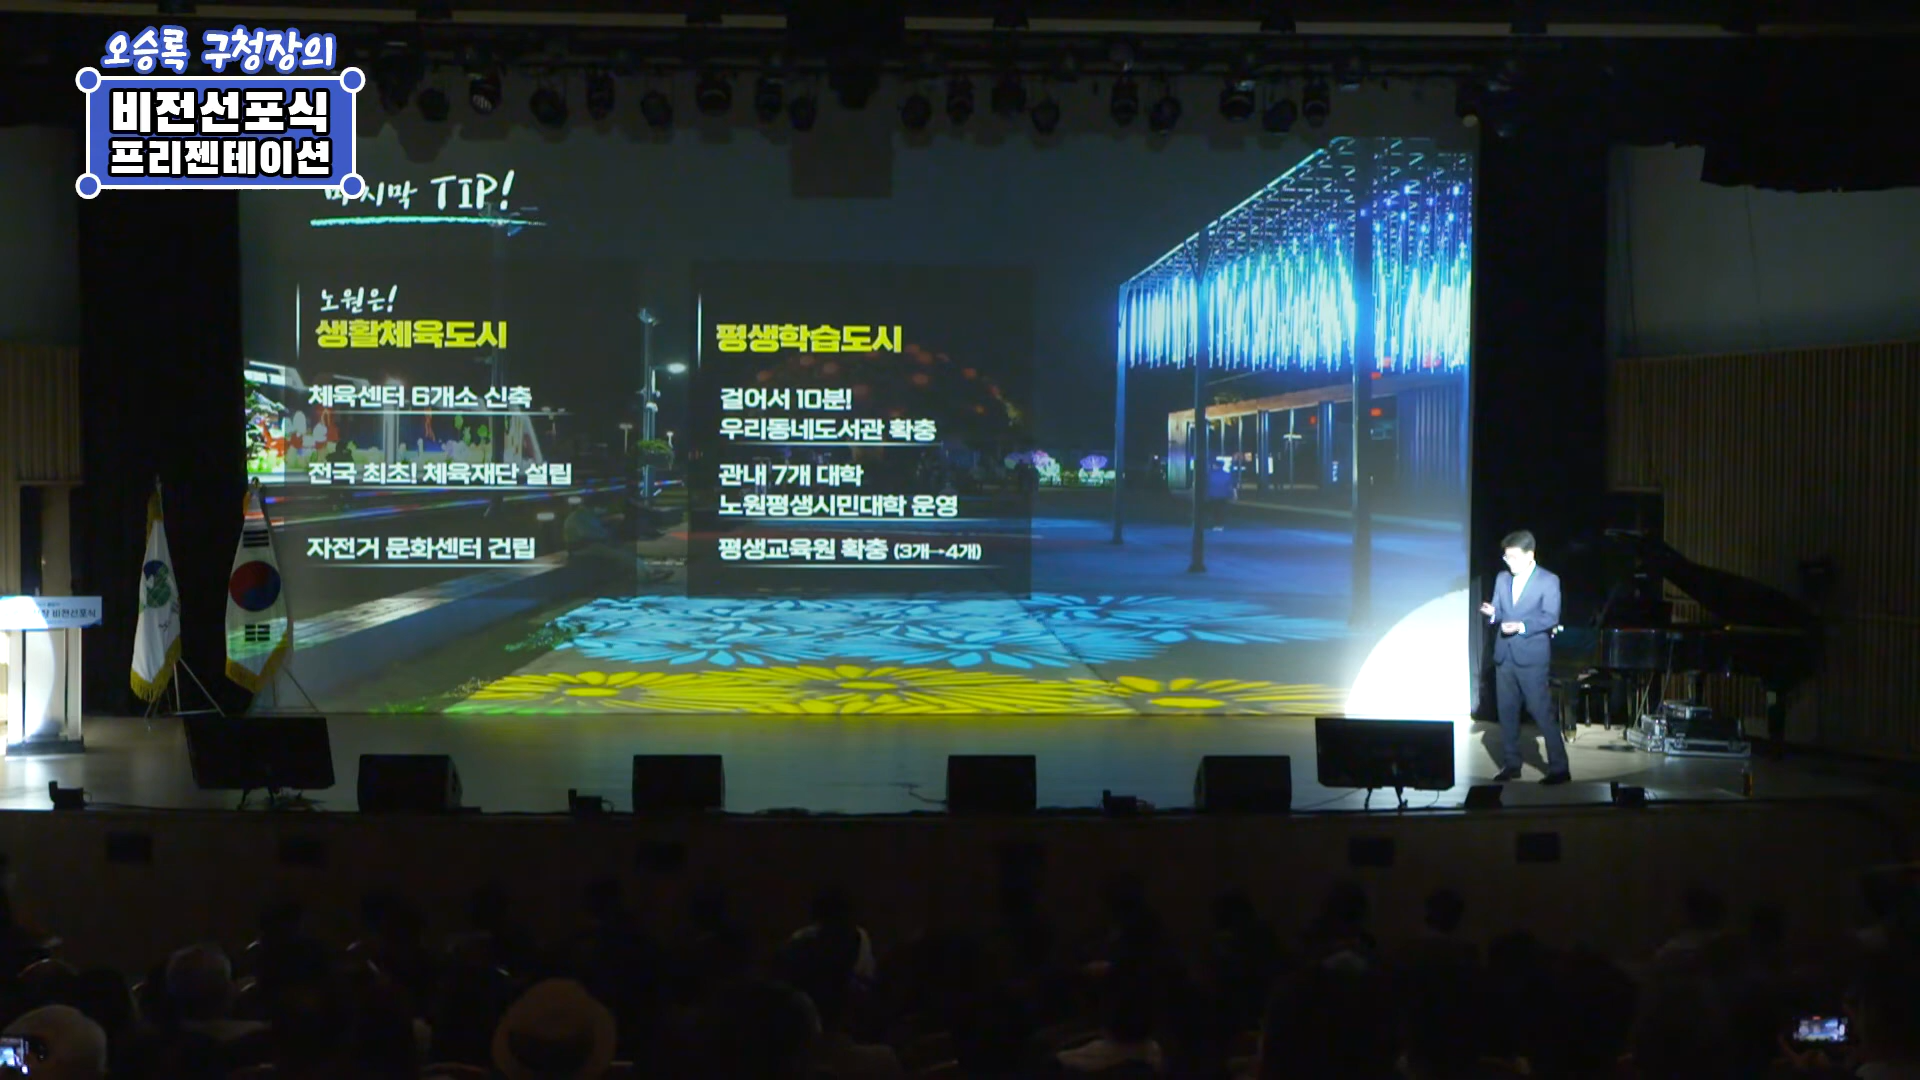 오승록 구청장의
비전선포식
프리젠테이션
마지막 TIP!
노원은!
생활체육도시
체육센터 6개소 신축
전국 최초! 체육재단 설립
자전거 문화센터 건립
평생학습도시
걸어서 10분!
우리동네도서관 확충
관내 7개 대학
노원평생시민대학 운영
평생교육원 확충 (3개→4개)
비전선포식